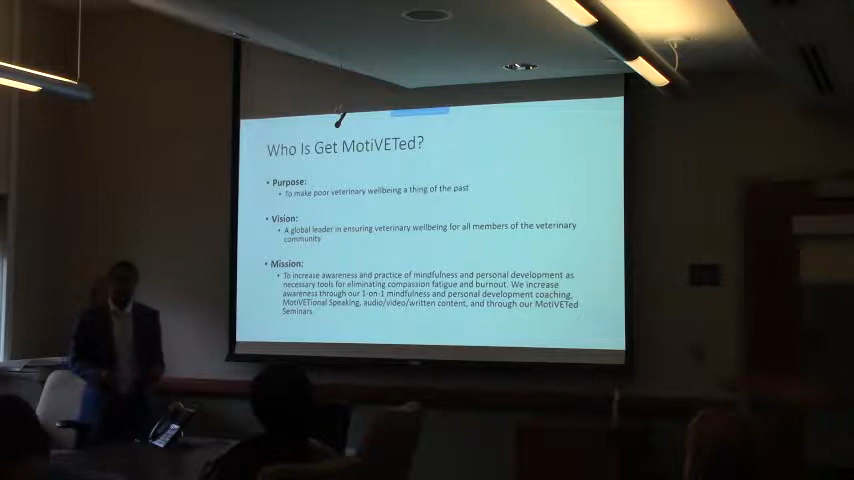 Who Is Get MotiVETed?
• Purpose:
• To make poor veterinary wellbeing a thing of the past
• Vision:
• A global leader in ensuring veterinary wellbeing for all members of the veterinary
community
• Mission:
• To increase awareness and practice of mindfulness and personal development as
necessary tools for eliminating compassion fatigue and burnout. We increase
awareness through our 1-on-1 mindfulness and personal development coaching,
MotiVETional Speaking, audio/video/written content, and through our MotiVETed
Seminars